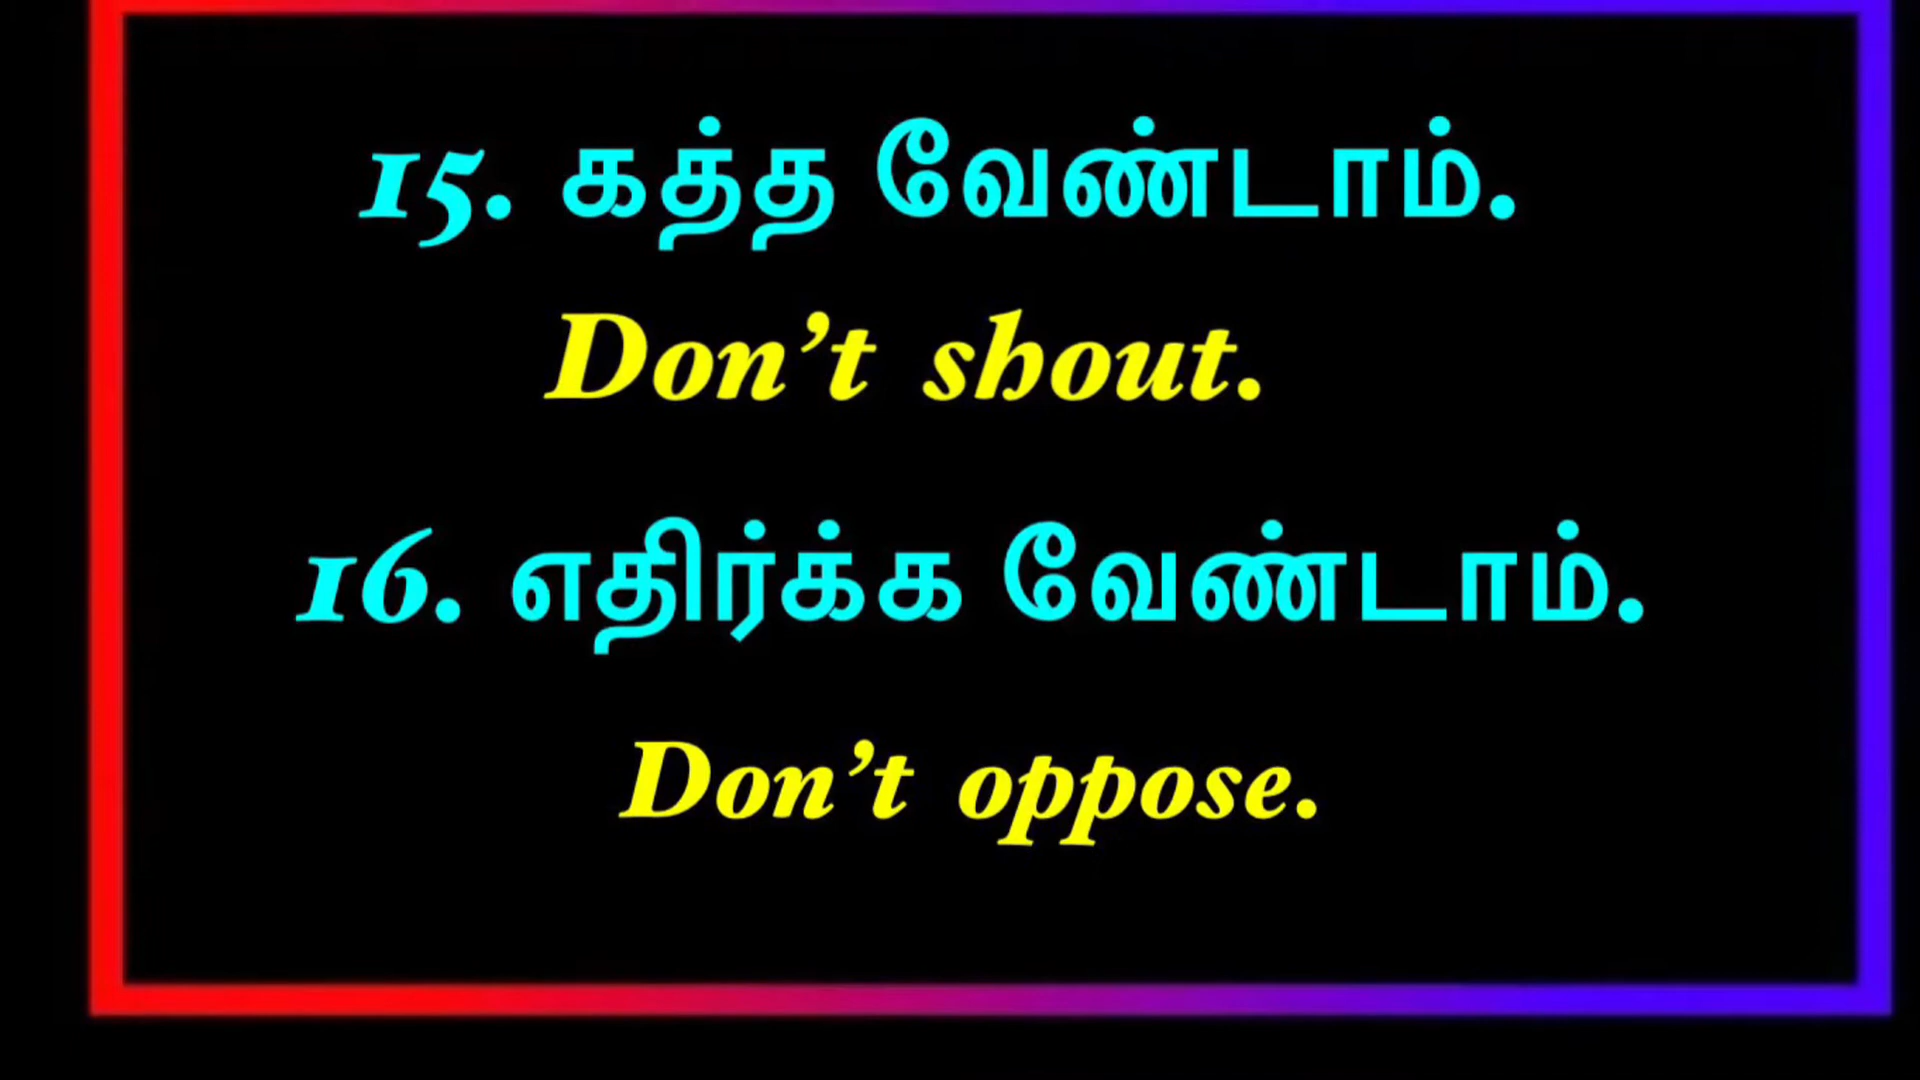 15. கத்த வேண்டாம்.
Don’t shout.
16. எதிர்க்க வேண்டாம்.
Don’t oppose.